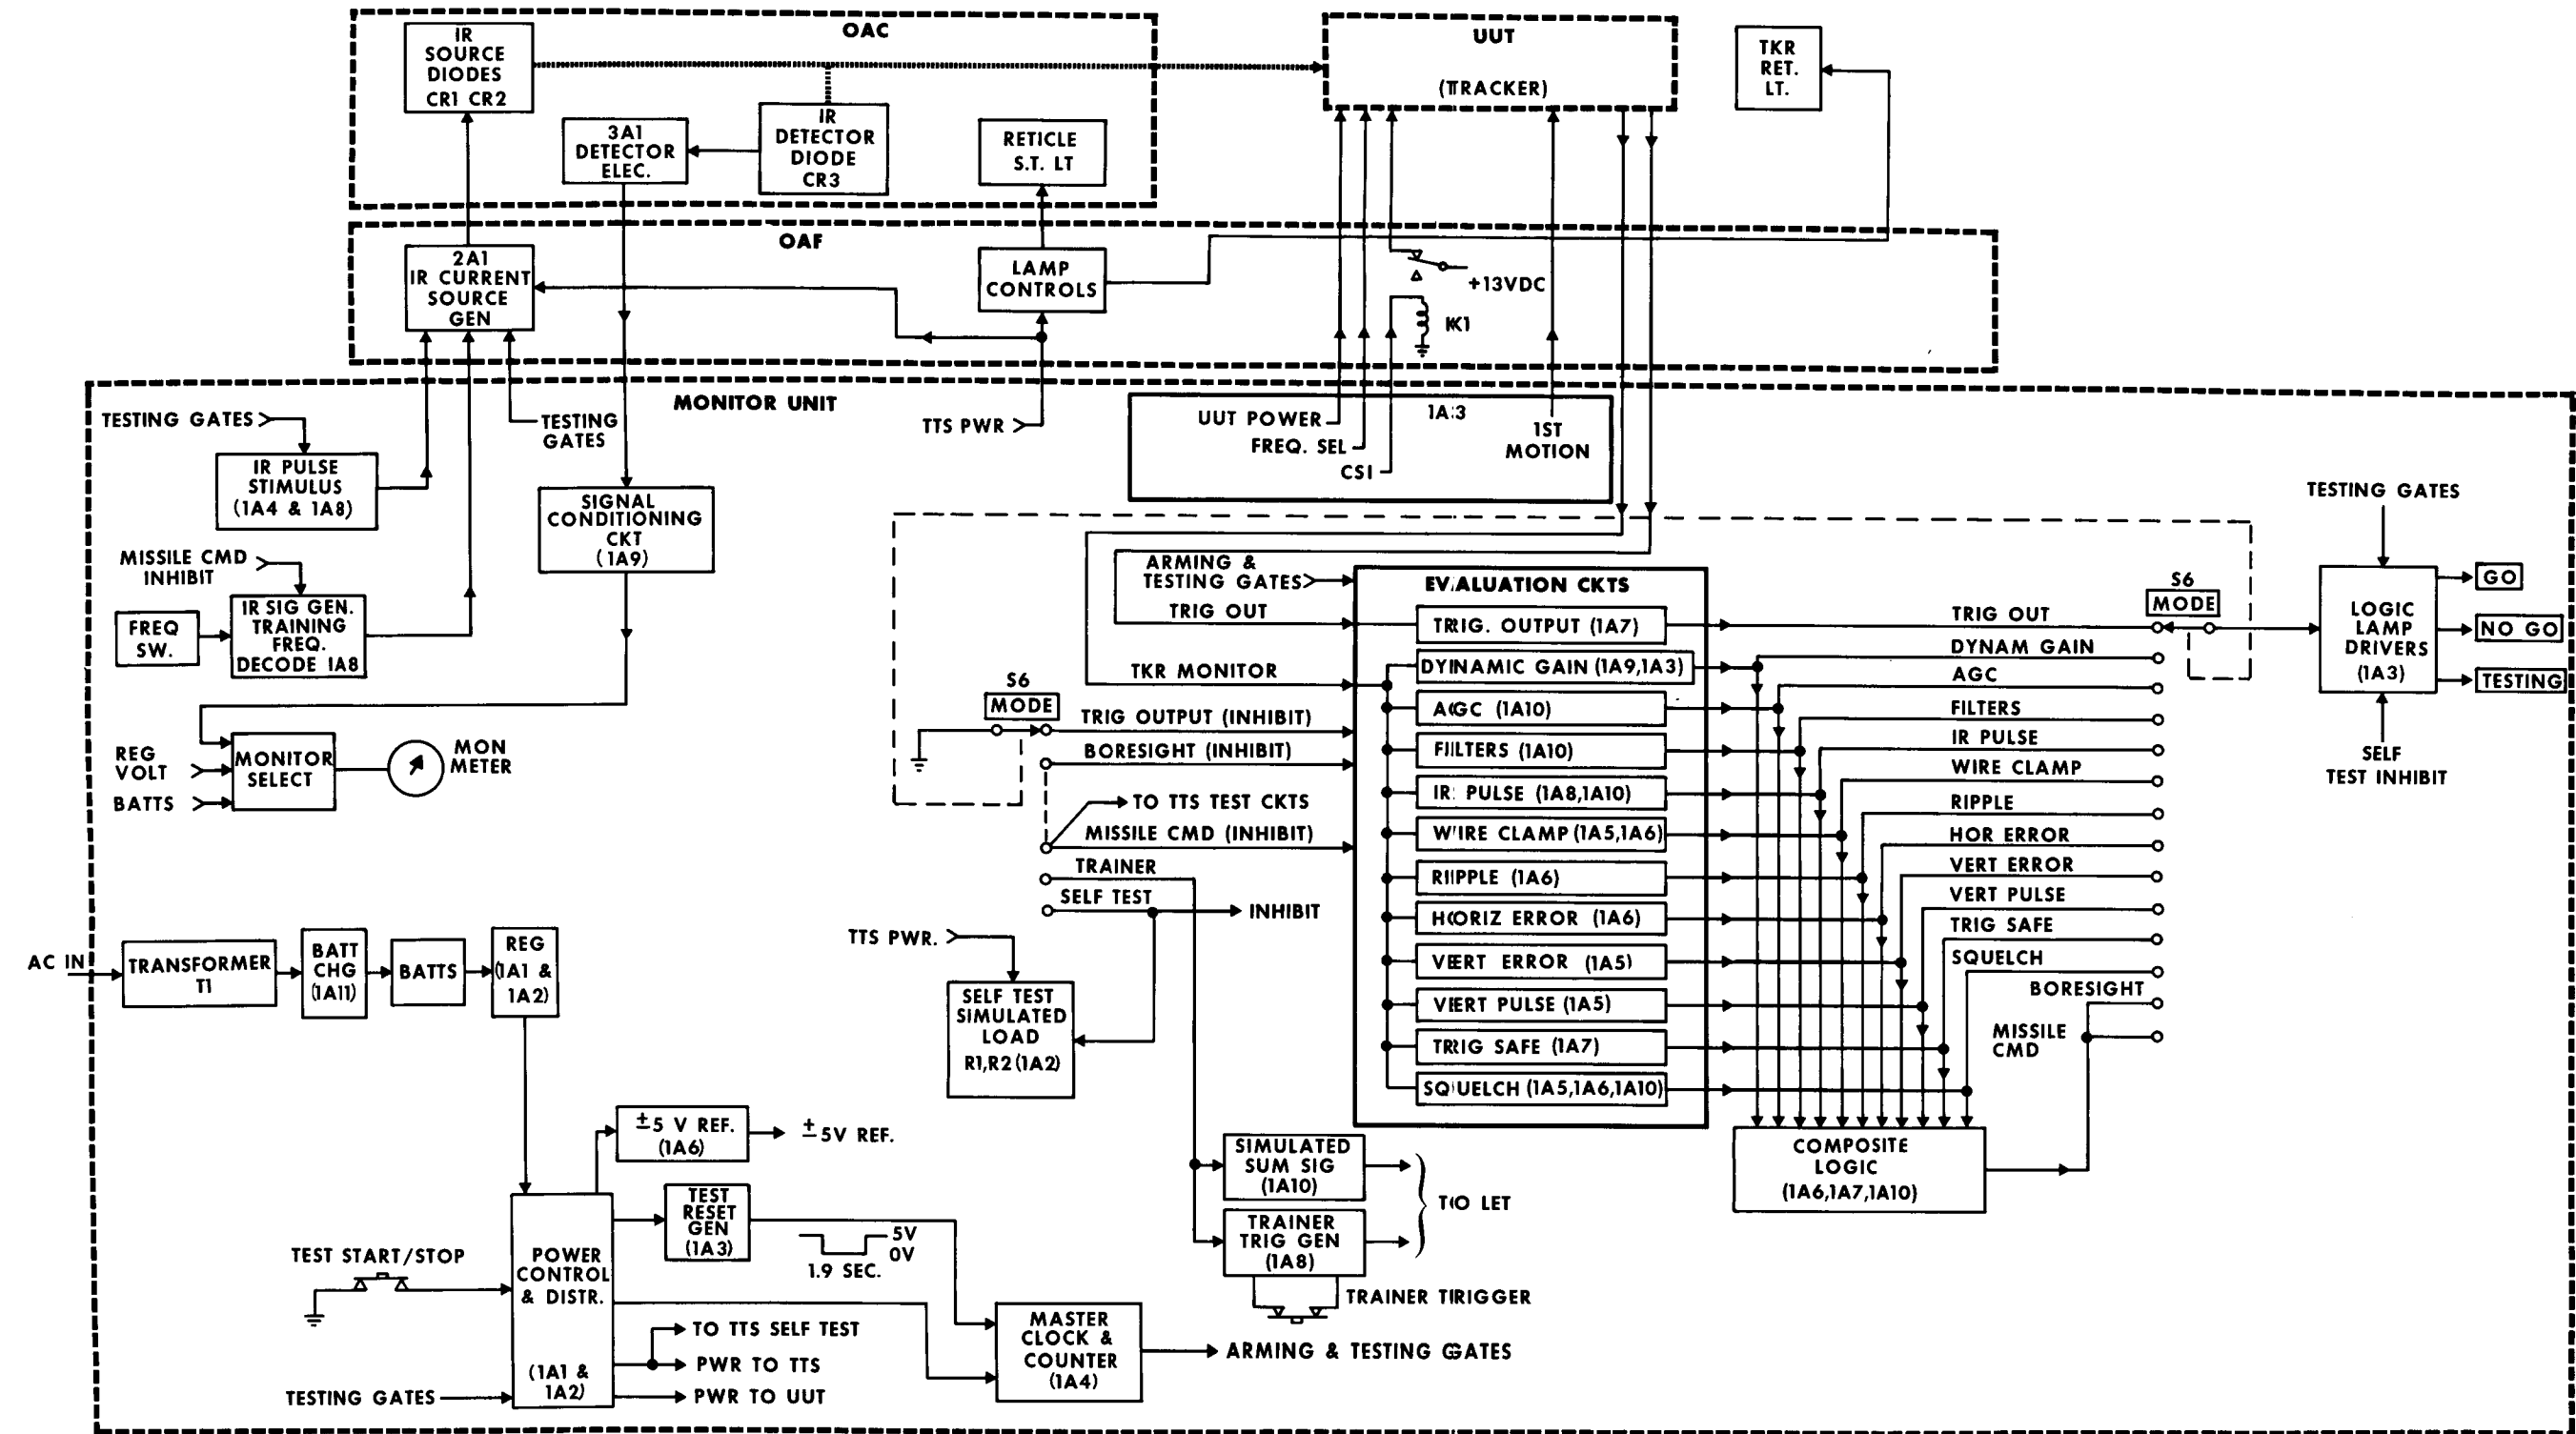 OAC
IR
SOURCE
DIODES
CR1 CR2
3A1
DETECTOR
ELEC.
IR
DETECTOR
DIODE
CR3
RETICLE
S.T. LT
UUT
(TRACKER)
TKR
RET.
LT.
OAF
2A1
IR CURRENT
SOURCE
GEN
LAMP
CONTROLS
+13VDC
K1
MONITOR UNIT
TESTING GATES
TESTING
GATES
IR PULSE
STIMULUS
(1A4 & 1A8)
MISSILE CMD
INHIBIT
FREQ
SW.
IR SIG GEN.
TRAINING
FREQ.
DECODE 1A8
SIGNAL
CONDITIONING
CKT
(1A9)
TTS PWR
UUT POWER
FREQ. SEL
CSI
1A3
1ST
MOTION
REG
VOLT
BATTS
MONITOR
SELECT
MON
METER
ARMING &
TESTING GATES
TRIG OUT
TKR MONITOR
S6
MODE
TRIG OUTPUT (INHIBIT)
BORESIGHT (INHIBIT)
TO TTS TEST CKTS
MISSILE CMD (INHIBIT)
TRAINER
SELF TEST
INHIBIT
EVALUATION CKTS
TRIG. OUTPUT (1A7)
DYNAMIC GAIN (1A9,1A3)
AGC (1A10)
FILTERS (1A10)
IR PULSE (1A8,1A10)
WIRE CLAMP (1A5,1A6)
RIPPLE (1A6)
HORIZ ERROR (1A6)
VERT ERROR (1A5)
VERT PULSE (1A5)
TRIG SAFE (1A7)
SQUELCH (1A5,1A6,1A10)
TRIG OUT
DYNAM GAIN
AGC
FILTERS
IR PULSE
WIRE CLAMP
RIPPLE
HOR ERROR
VERT ERROR
VERT PULSE
TRIG SAFE
SQUELCH
BORESIGHT
MISSILE
CMD
S6
MODE
TESTING GATES
LOGIC
LAMP
DRIVERS
(1A3)
GO
NO GO
TESTING
SELF
TEST INHIBIT
COMPOSITE
LOGIC
(1A6,1A7,1A10)
AC IN
TRANSFORMER
T1
BATT
CHG
(1A11)
BATTS
REG
(1A1 &
1A2)
TTS PWR.
SELF TEST
SIMULATED
LOAD
R1,R2 (1A2)
±5 V REF.
(1A6)
±5V REF.
TEST
RESET
GEN
(1A3)
5V
0V
1.9 SEC.
SIMULATED
SUM SIG
(1A10)
TRAINER
TRIG GEN
(1A8)
TO LET
TRAINER TRIGGER
TEST START/STOP
POWER
CONTROL
& DISTR.
(1A1 &
1A2)
TESTING GATES
TO TTS SELF TEST
PWR TO TTS
PWR TO UUT
MASTER
CLOCK &
COUNTER
(1A4)
ARMING & TESTING GATES